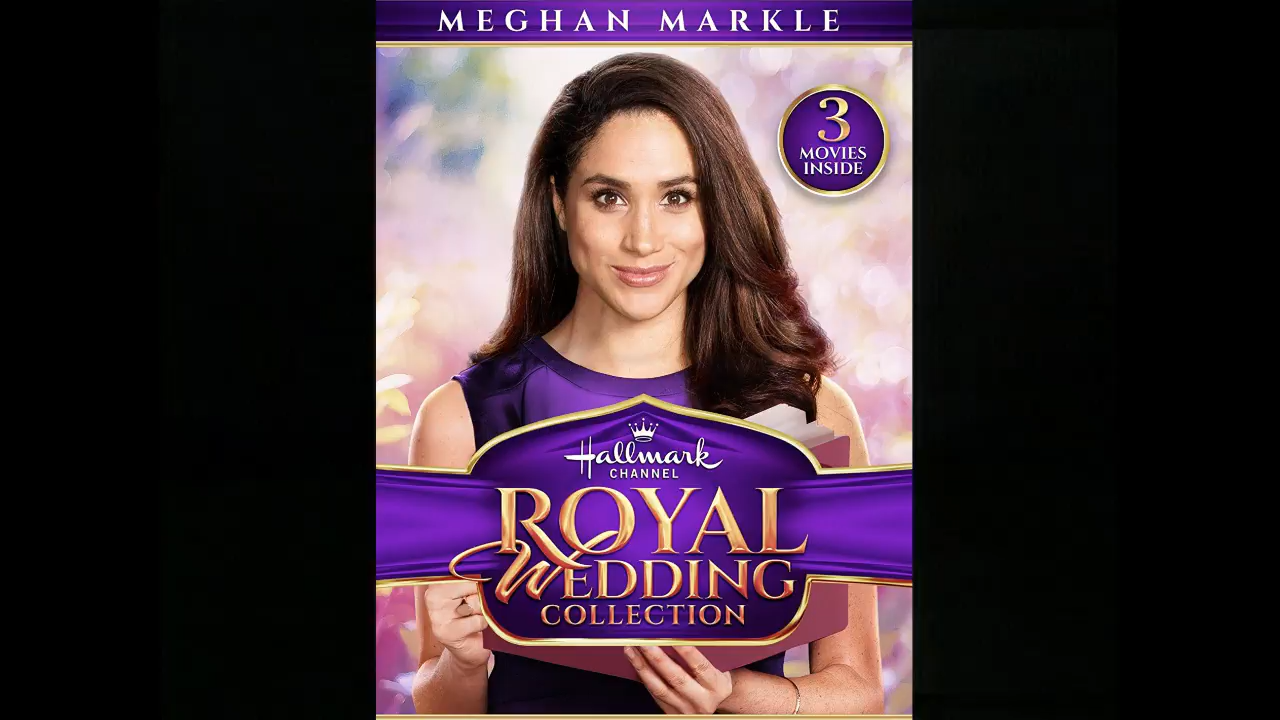 MEGHAN MARKLE
3
MOVIES
INSIDE
Hallmark
CHANNEL
ROYAL
WEDDING
COLLECTION